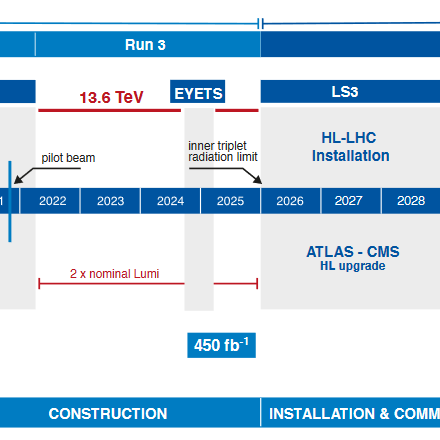 Run 3
13.6 TeV
EYETS
LS3
pilot beam
inner triplet
radiation limit
HL-LHC
Installation
1 2022 2023 2024 2025 2026 2027 2028
2 x nominal Lumi
ATLAS - CMS
HL upgrade
450 fb-1
CONSTRUCTION
INSTALLATION & COMM